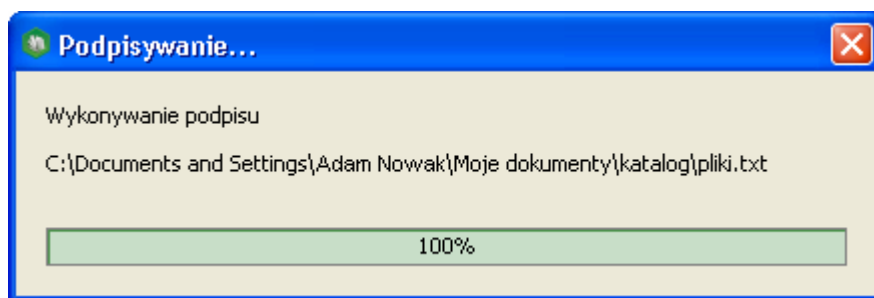 Podpisywanie...
Wykonywanie podpisu
C:\Documents and Settings\Adam Nowak\Moje dokumenty\katalog\pliki.txt
100%